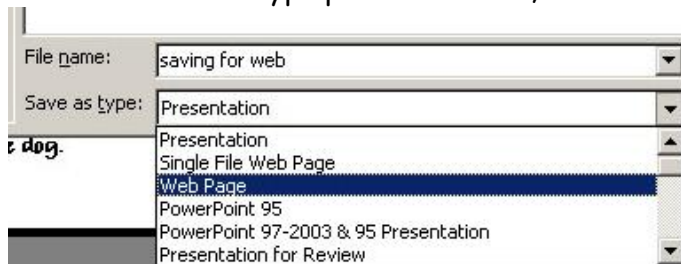 File name: saving for web
Save as type: Presentation
dog.
Presentation
Single File Web Page
Web Page
PowerPoint 95
PowerPoint 97-2003 & 95 Presentation
Presentation for Review